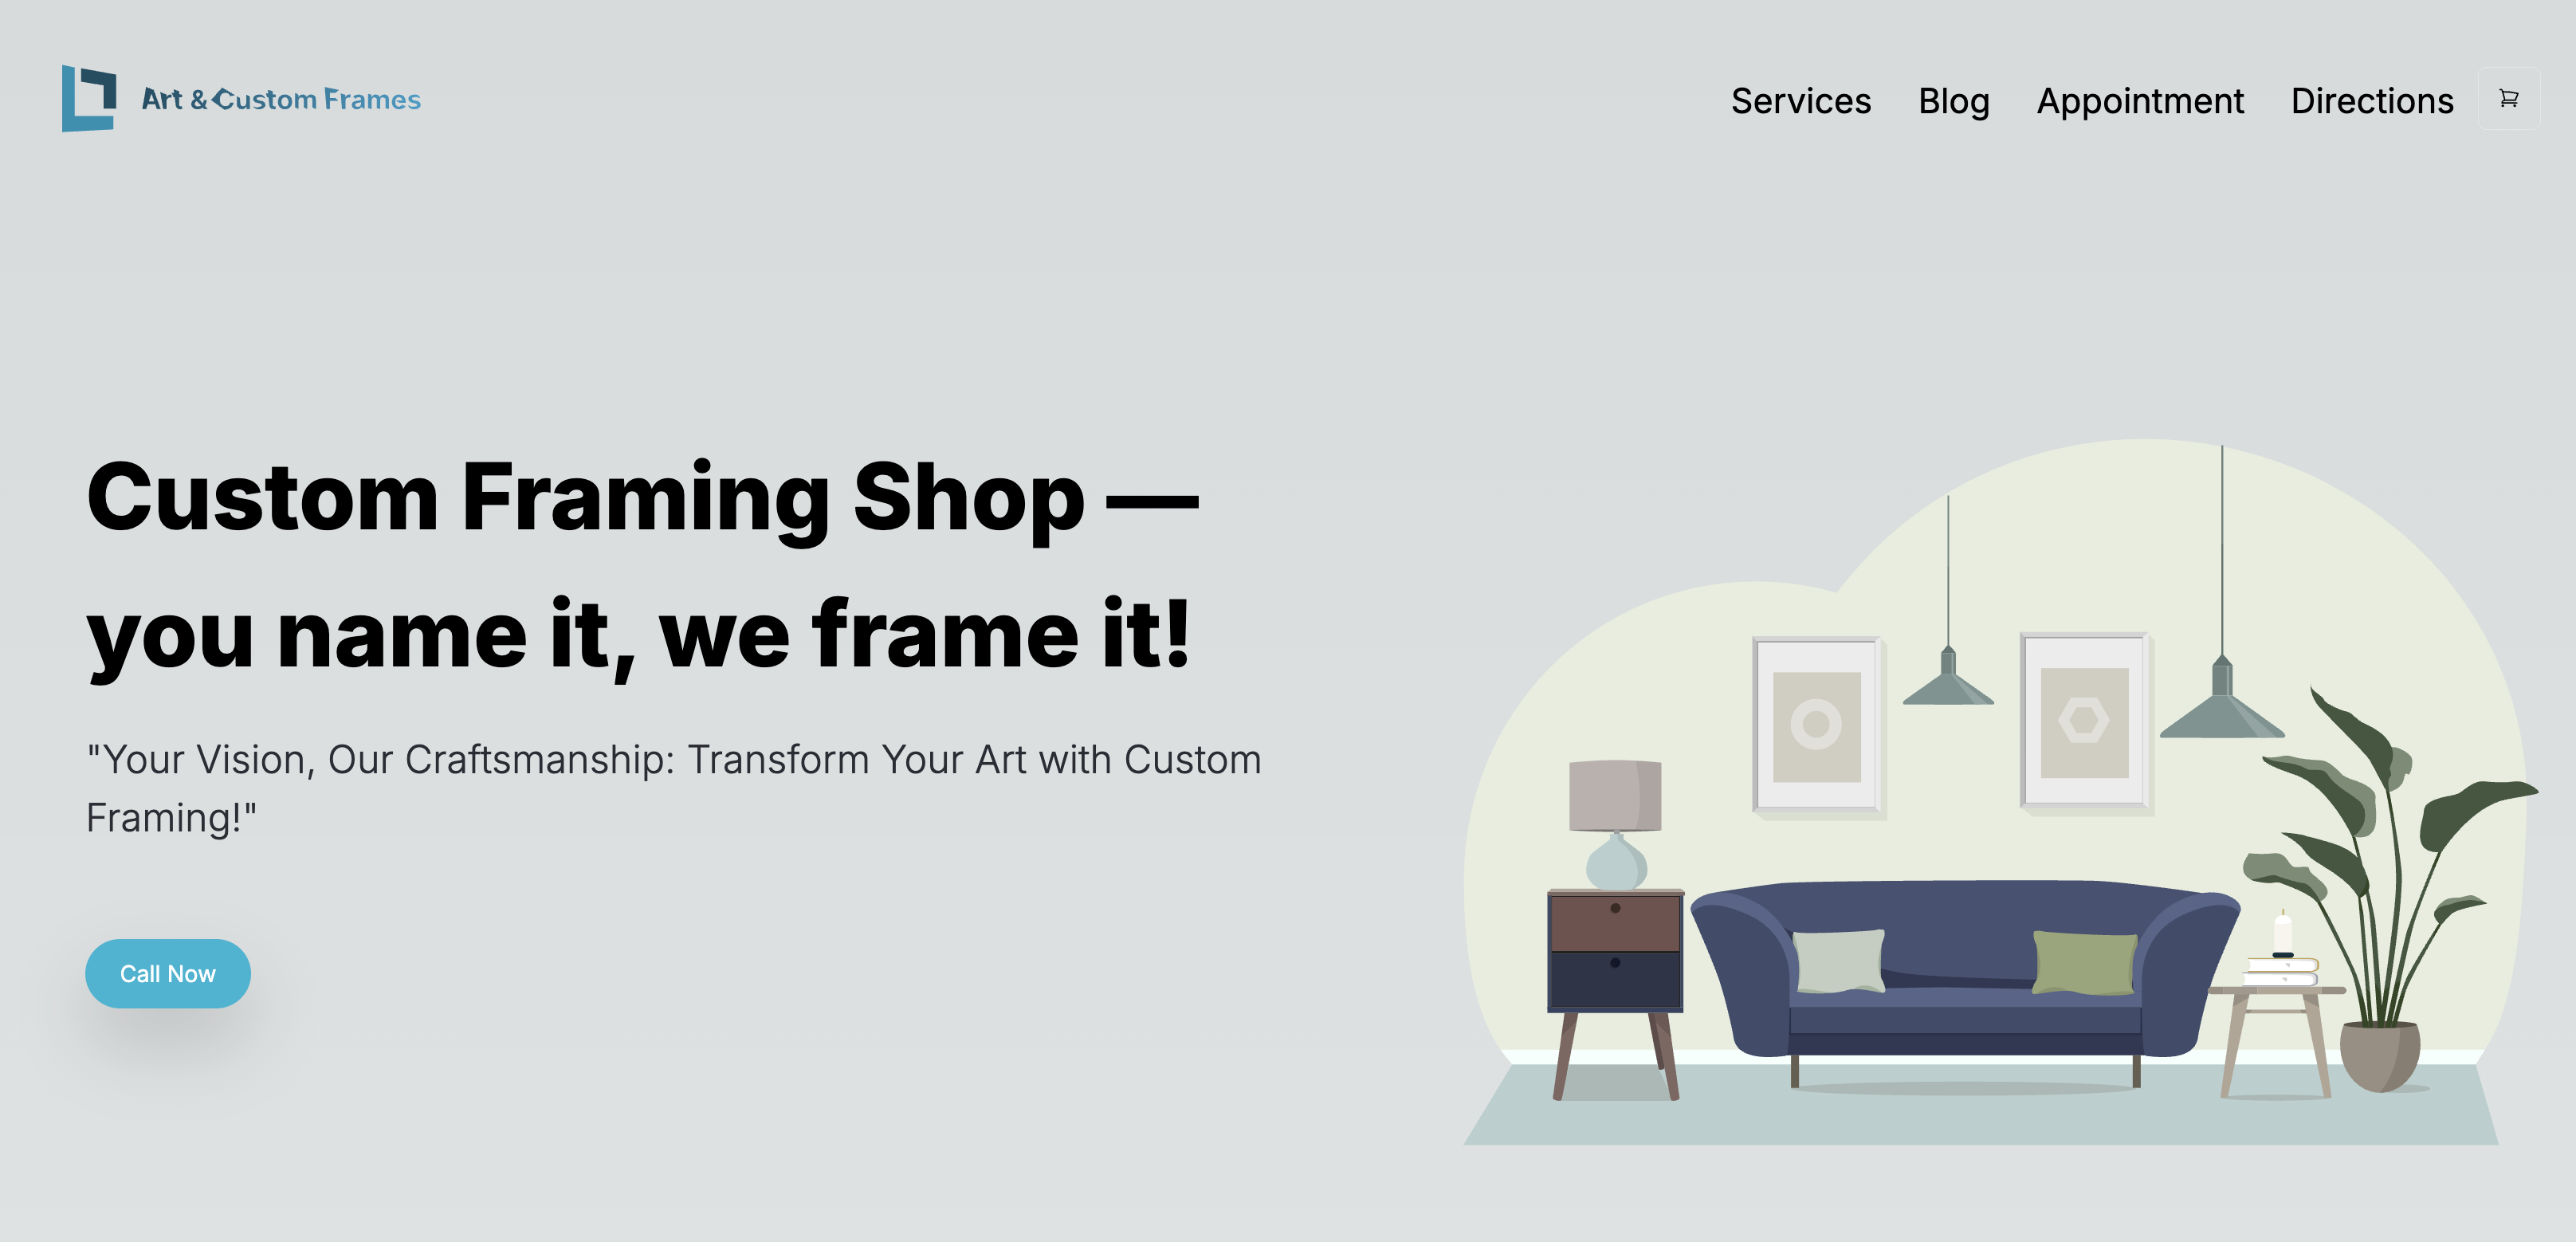 Art & Custom Frames
Services
Blog
Appointment
Directions
Custom Framing Shop —
you name it, we frame it!
"Your Vision, Our Craftsmanship: Transform Your Art with Custom
Framing!"
Call Now